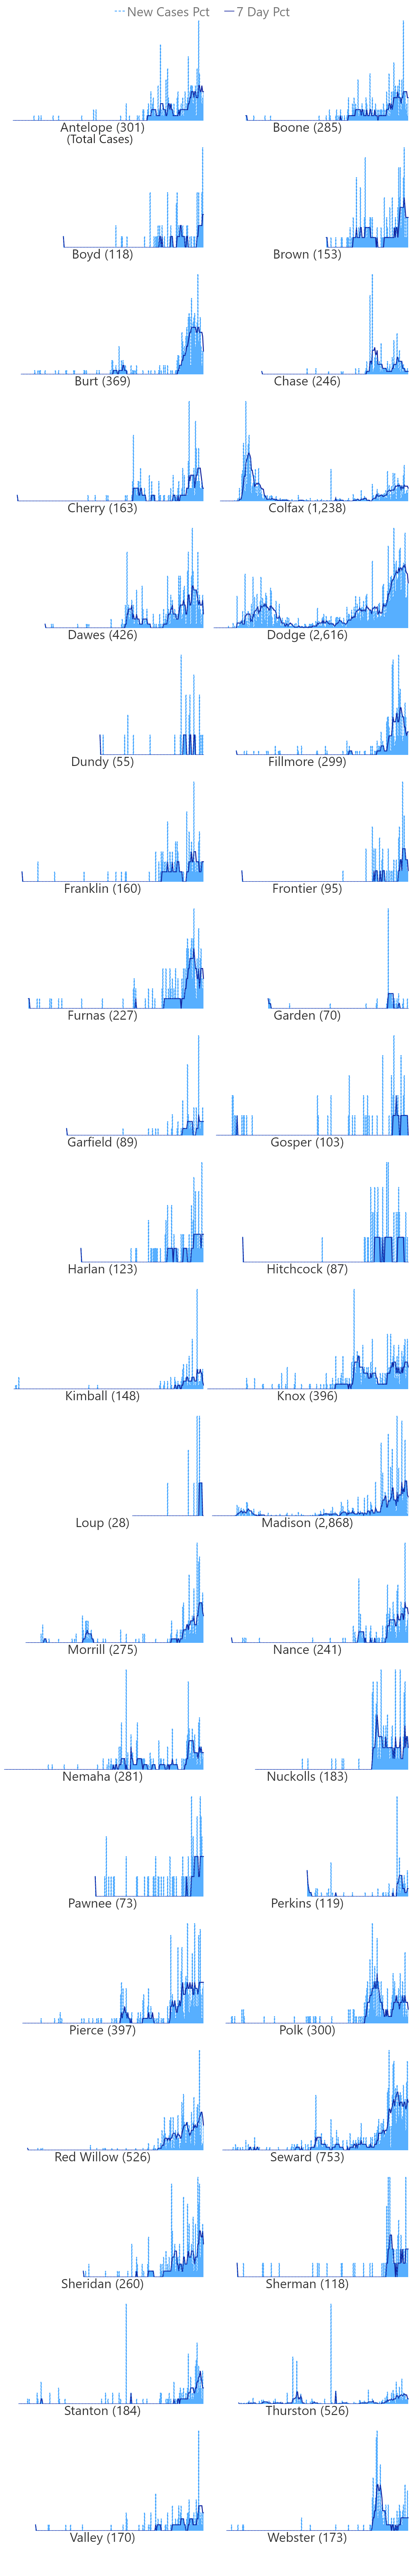 New Cases Pct 7 Day Pct
Antelope (301) Boone (285)
(Total Cases)
Boyd (118) Brown (153)
Burt (369) Chase (246)
Cherry (163) Colfax (1,238)
Dawes (426) Dodge (2,616)
Dundy (55) Fillmore (299)
Franklin (160) Frontier (95)
Furnas (227) Garden (70)
Garfield (89) Gosper (103)
Harlan (123) Hitchcock (87)
Kimball (148) Knox (396)
Loup (28) Madison (2,868)
Morrill (275) Nance (241)
Nemaha (281) Nuckolls (183)
Pawnee (73) Perkins (119)
Pierce (397) Polk (300)
Red Willow (526) Seward (753)
Sheridan (260) Sherman (118)
Stanton (184) Thurston (526)
Valley (170) Webster (173)